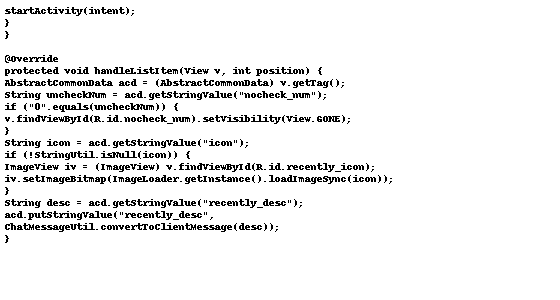 startActivity(intent);
}
}
@Override
protected void handleListItem(View v, int position) {
AbstractCommonData acd = (AbstractCommonData) v.getTag();
String uncheckNum = acd.getStringValue("nocheck_num");
if ("0".equals(uncheckNum)) {
v.findViewById(R.id.nocheck_num).setVisibility(View.GONE);
}
String icon = acd.getStringValue("icon");
if (!StringUtil.isNull(icon)) {
ImageView iv = (ImageView) v.findViewById(R.id.recently_icon);
iv.setImageBitmap(ImageLoader.getInstance().loadImageSync(icon));
}
String desc = acd.getStringValue("recently_desc");
acd.putStringValue("recently_desc",
ChatMessageUtil.convertToClientMessage(desc));
}